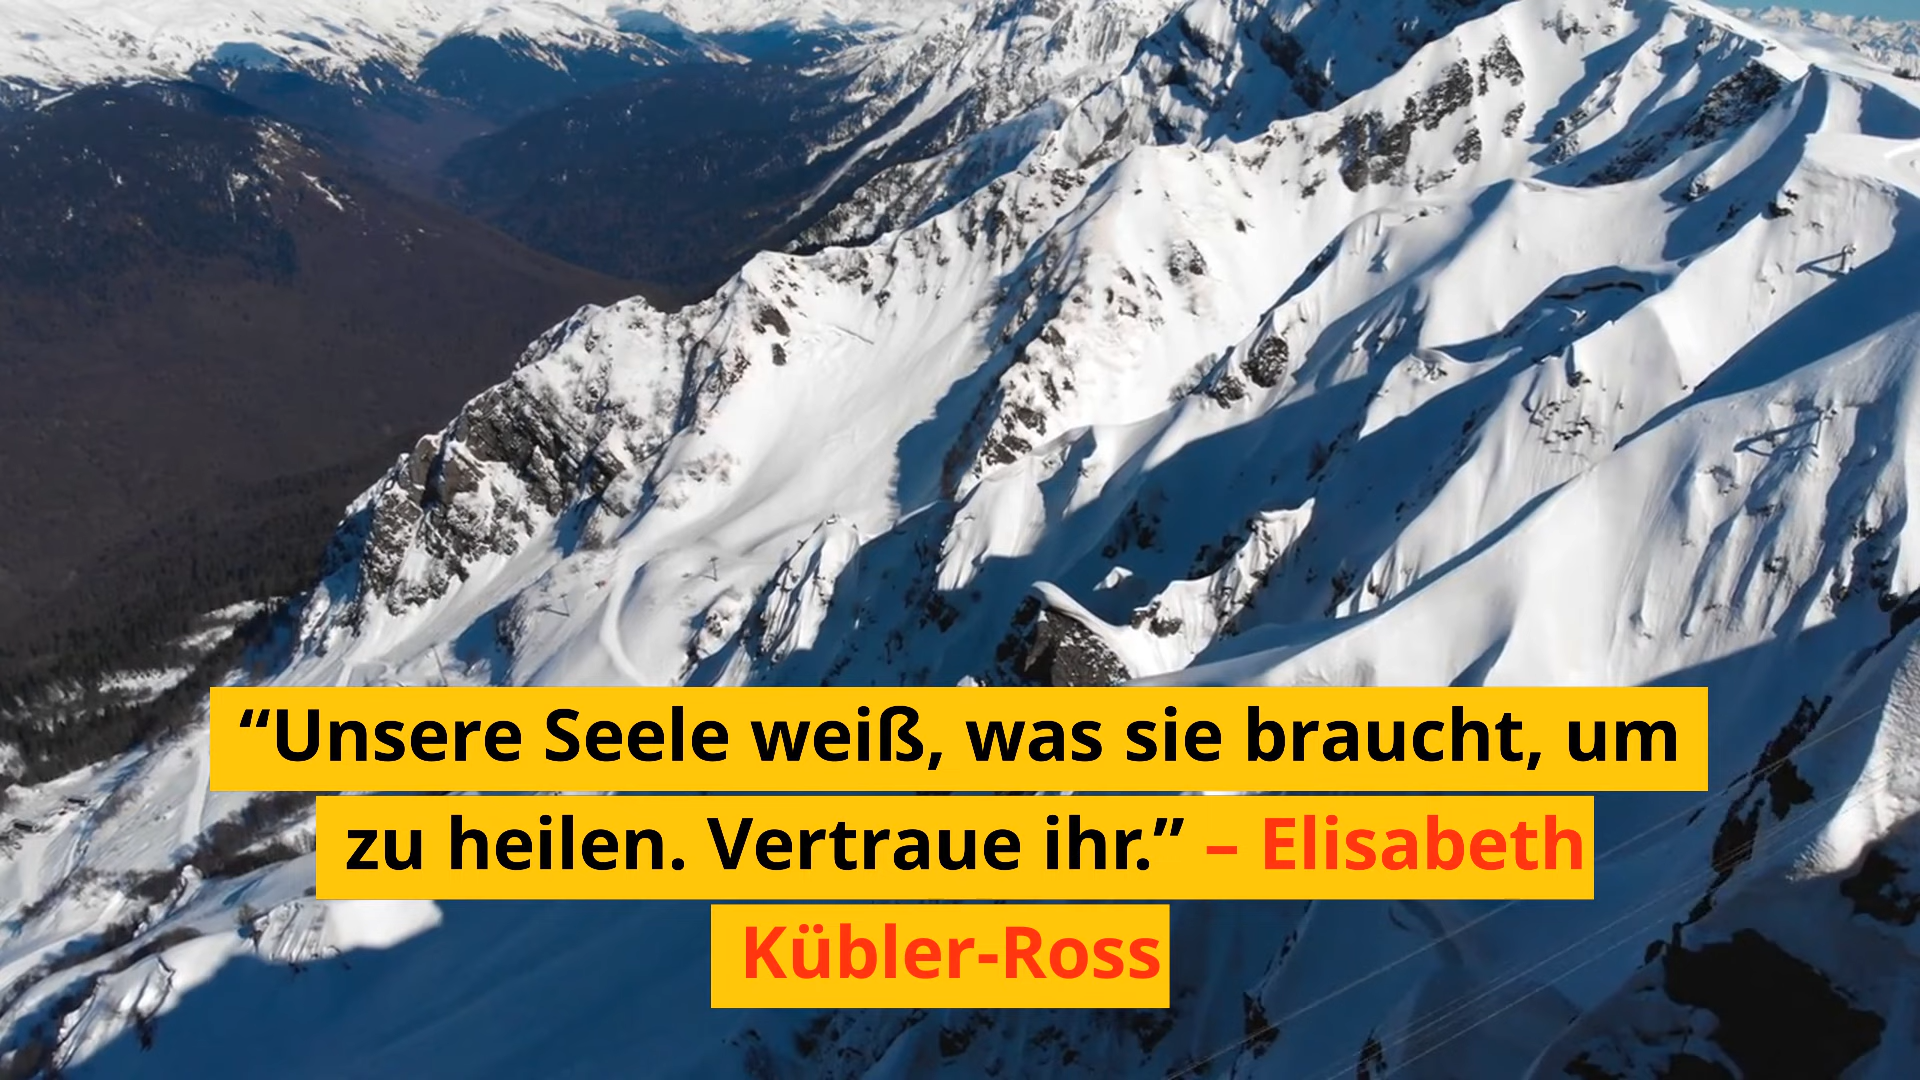 “Unsere Seele weiß, was sie braucht, um
zu heilen. Vertraue ihr.” – Elisabeth
Kübler-Ross